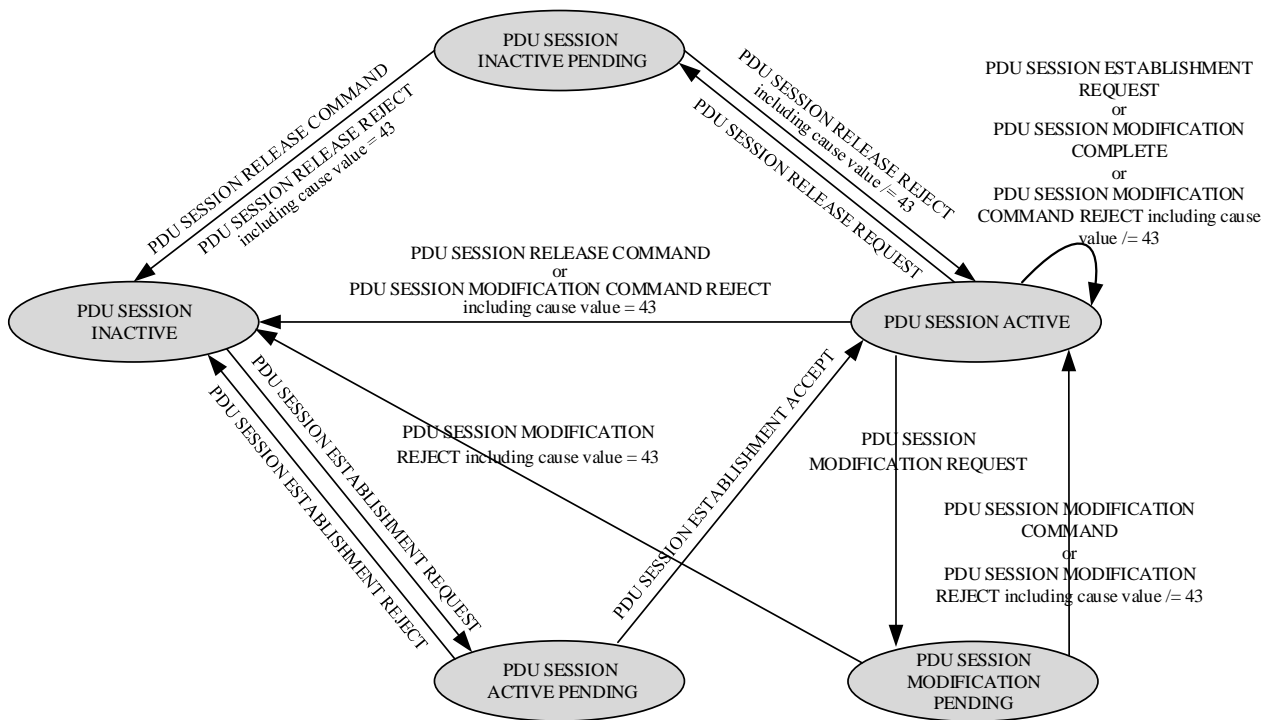 PDU SESSION
INACTIVE PENDING
PDU SESSION RELEASE COMMAND
PDU SESSION RELEASE REJECT
including cause value = 43
PDU SESSION RELEASE REJECT
including cause value /= 43
PDU SESSION RELEASE REQUEST
PDU SESSION ESTABLISHMENT
REQUEST
or
PDU SESSION MODIFICATION
COMPLETE
or
PDU SESSION MODIFICATION
COMMAND REJECT including cause
value /= 43
PDU SESSION RELEASE COMMAND
or
PDU SESSION MODIFICATION COMMAND REJECT
including cause value = 43
PDU SESSION
INACTIVE
PDU SESSION ACTIVE
PDU SESSION ESTABLISHMENT REQUEST
PDU SESSION ESTABLISHMENT REJECT
PDU SESSION MODIFICATION
REJECT including cause value = 43
PDU SESSION ESTABLISHMENT ACCEPT
PDU SESSION
MODIFICATION REQUEST
PDU SESSION MODIFICATION
COMMAND
or
PDU SESSION MODIFICATION
REJECT including cause value /= 43
PDU SESSION
ACTIVE PENDING
PDU SESSION
MODIFICATION
PENDING